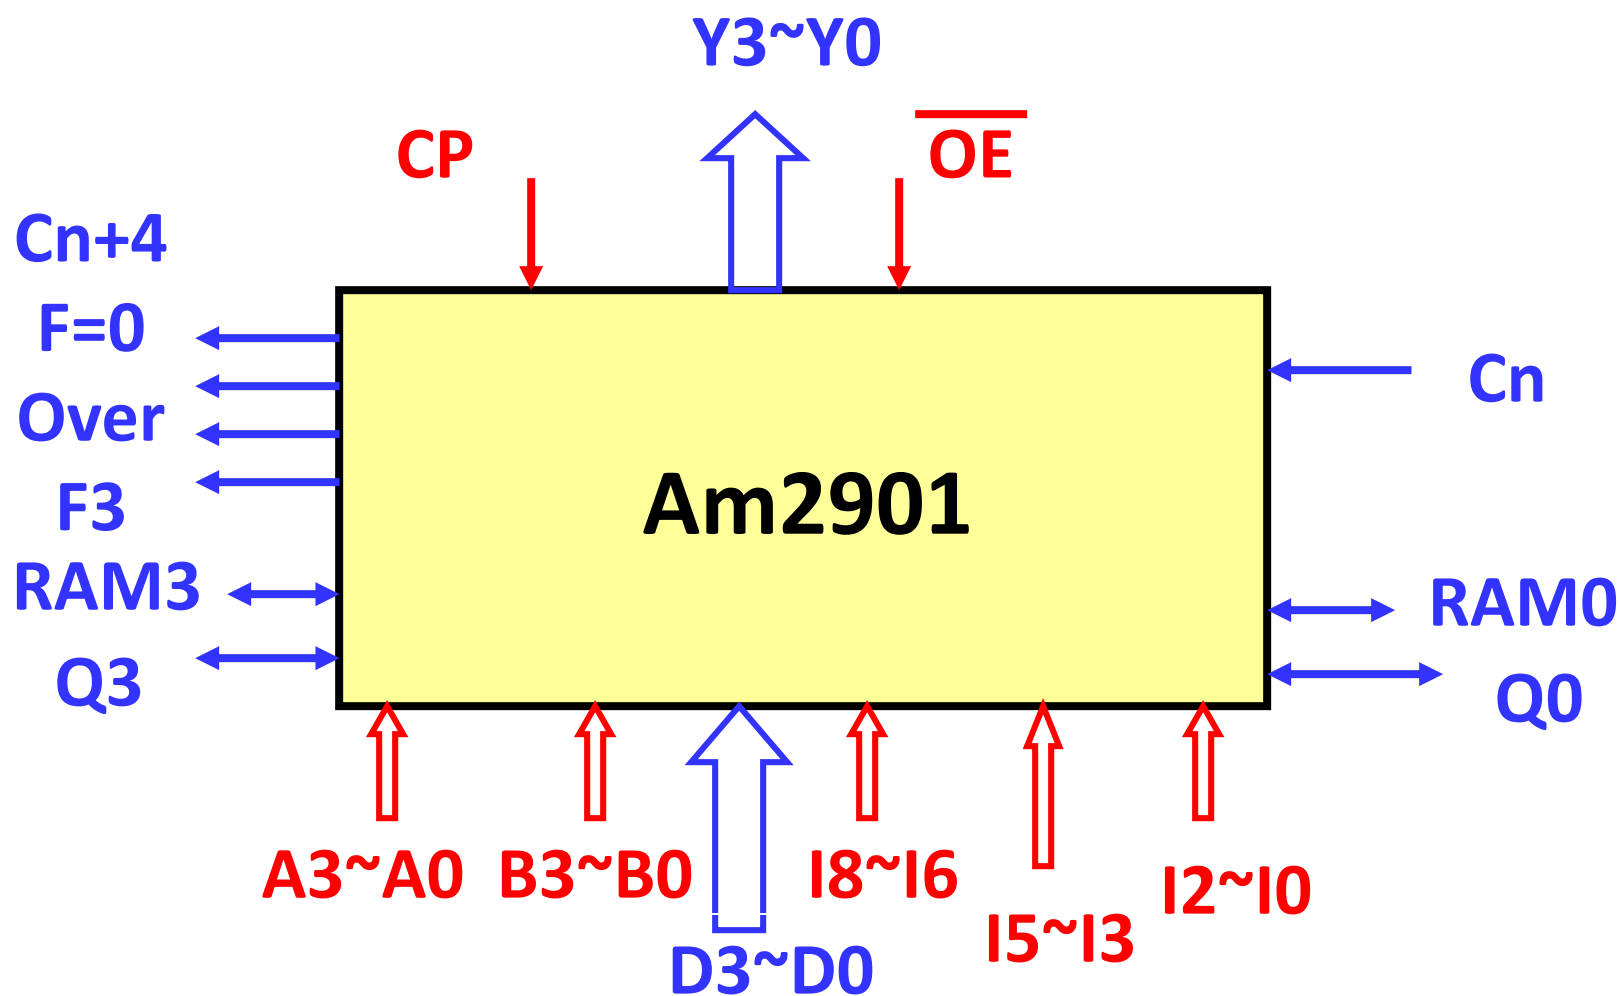 Y3~Y0
CP
OE
Cn+4
F=0
Over
F3
RAM3
Q3
Am2901
Cn
RAM0
Q0
A3~A0
B3~B0
D3~D0
I8~I6
I5~I3
I2~I0